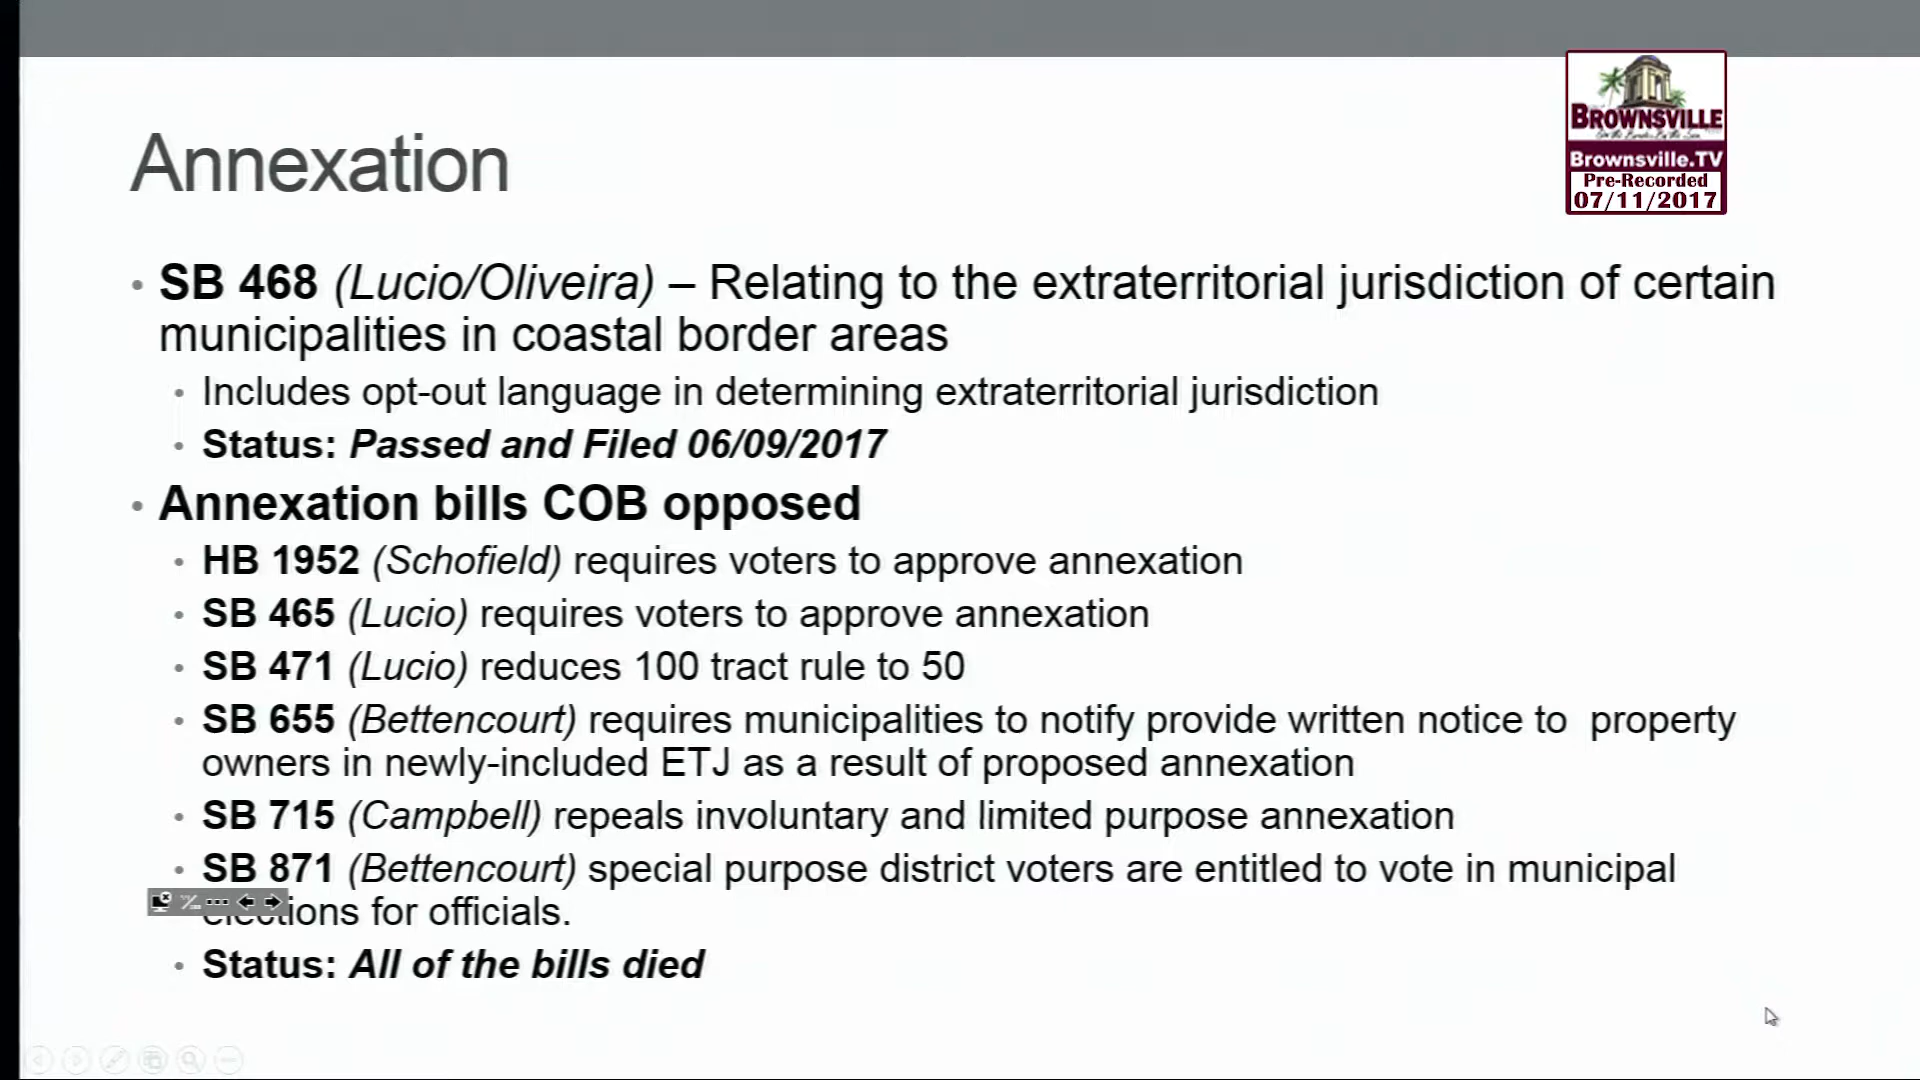 BROWNSVILLE
On the Border By the Sea
Brownsville.TV
Pre-Recorded
07/11/2017
Annexation
• SB 468 (Lucio/Oliveira) – Relating to the extraterritorial jurisdiction of certain
municipalities in coastal border areas
• Includes opt-out language in determining extraterritorial jurisdiction
• Status: Passed and Filed 06/09/2017
• Annexation bills COB opposed
• HB 1952 (Schofield) requires voters to approve annexation
• SB 465 (Lucio) requires voters to approve annexation
• SB 471 (Lucio) reduces 100 tract rule to 50
• SB 655 (Bettencourt) requires municipalities to notify provide written notice to property
owners in newly-included ETJ as a result of proposed annexation
• SB 715 (Campbell) repeals involuntary and limited purpose annexation
• SB 871 (Bettencourt) special purpose district voters are entitled to vote in municipal
elections for officials.
• Status: All of the bills died